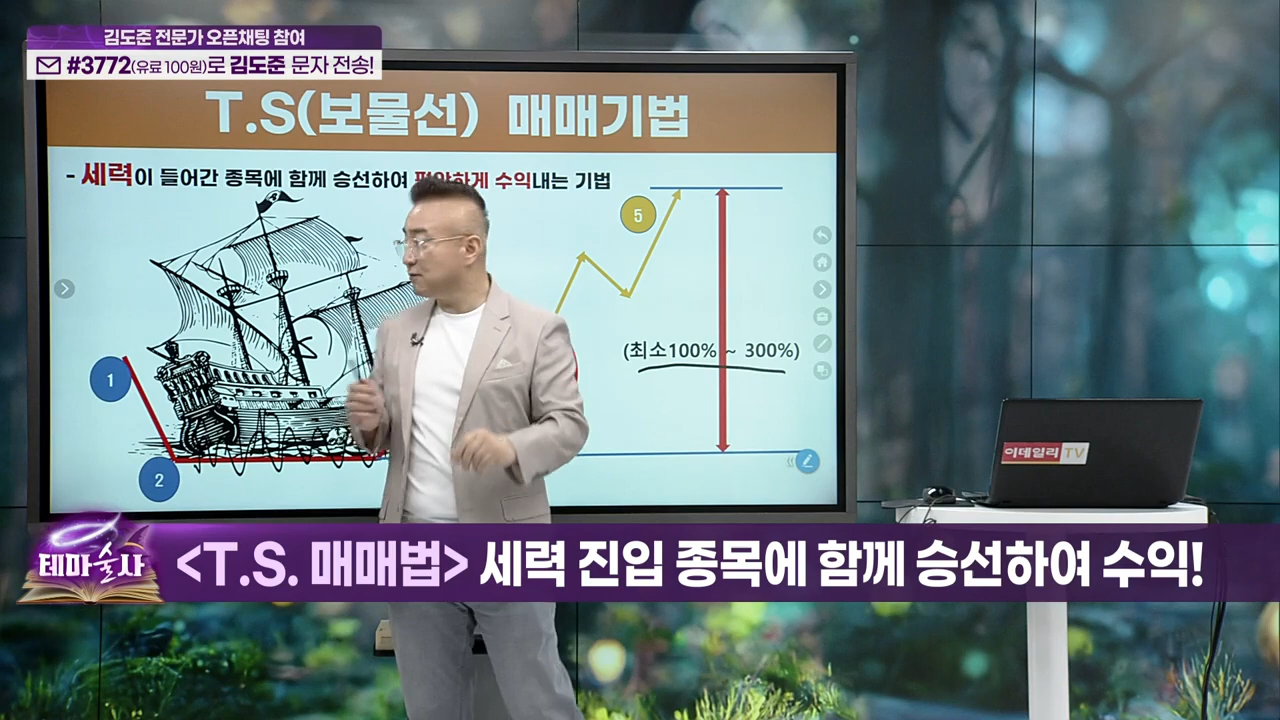 김도준 전문가 오픈채팅 참여
#3772(유료 100원)로 김도준 문자 전송!
T.S(보물선) 매매기법
- 세력이 들어간 종목에 함께 승선하여 편안하게 수익내는 기법
5
(최소100% ~ 300%)
1
2
이데일리TV
테마술사
<T.S. 매매법> 세력 진입 종목에 함께 승선하여 수익!